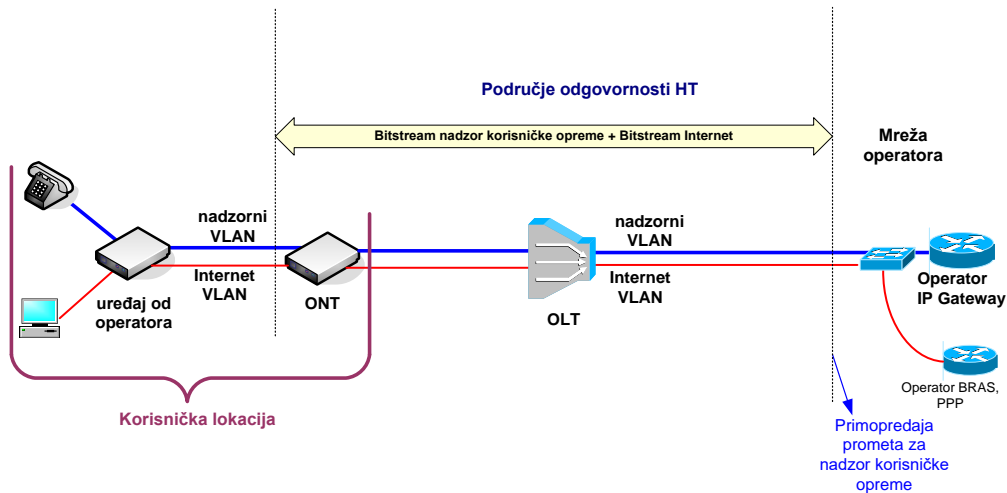 Područje odgovornosti HT
Bitstream nadzor korisničke opreme + Bitstream Internet
Mreža
operatora
nadzorni
VLAN
Internet
VLAN
uređaj od
operatora
ONT
OLT
nadzorni
VLAN
Internet
VLAN
Operator
IP Gateway
Operator BRAS,
PPP
Korisnička lokacija
Primopredaja
prometa za
nadzor korisničke
opreme